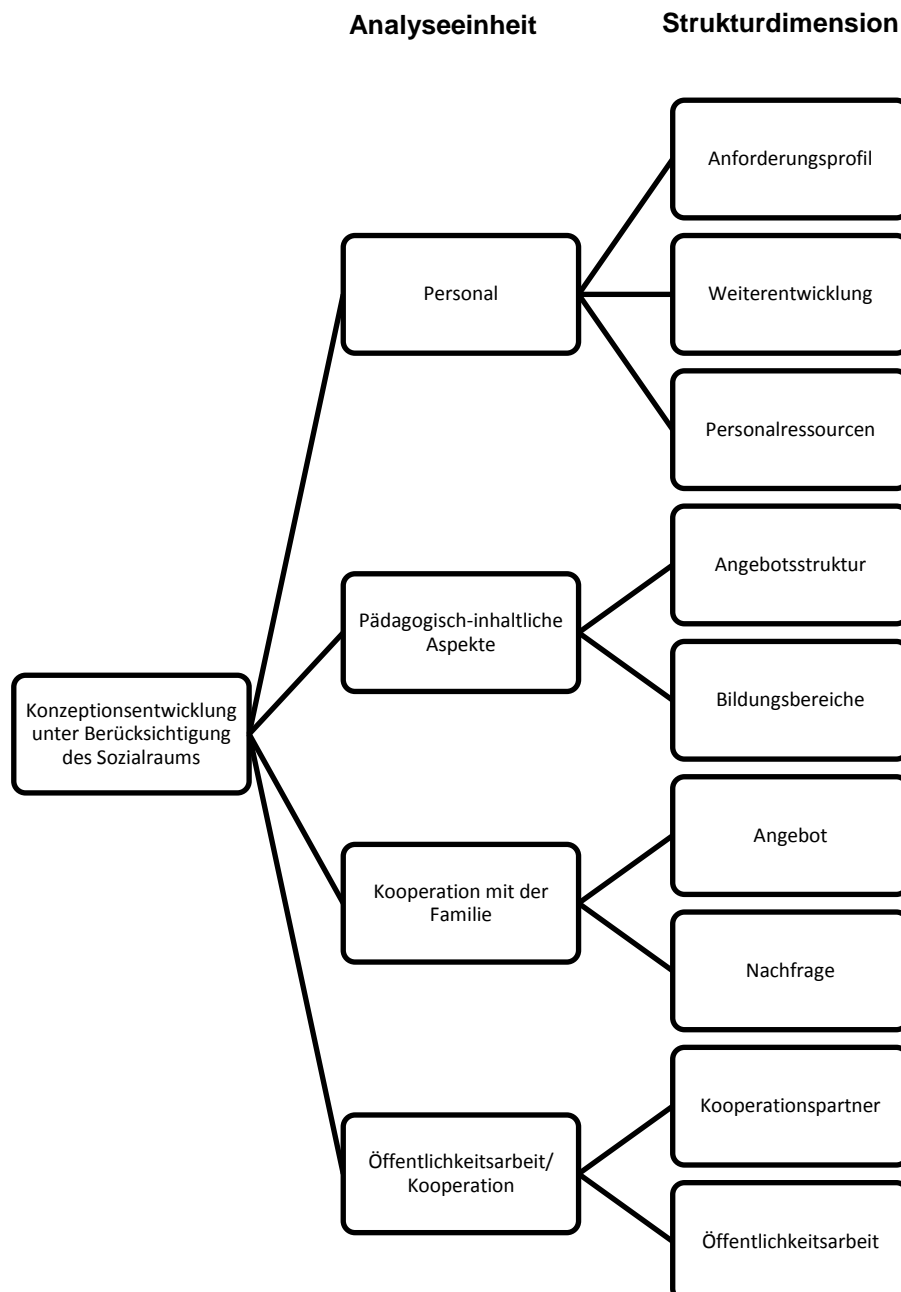 Analyseeinheit
Strukturdimension
Anforderungsprofil
Personal
Weiterentwicklung
Personalressourcen
Angebotsstruktur
Pädagogisch-inhaltliche
Aspekte
Bildungsbereiche
Konzeptionsentwicklung
unter Berücksichtigung
des Sozialraums
Angebot
Kooperation mit der
Familie
Nachfrage
Kooperationspartner
Öffentlichkeitsarbeit/
Kooperation
Öffentlichkeitsarbeit